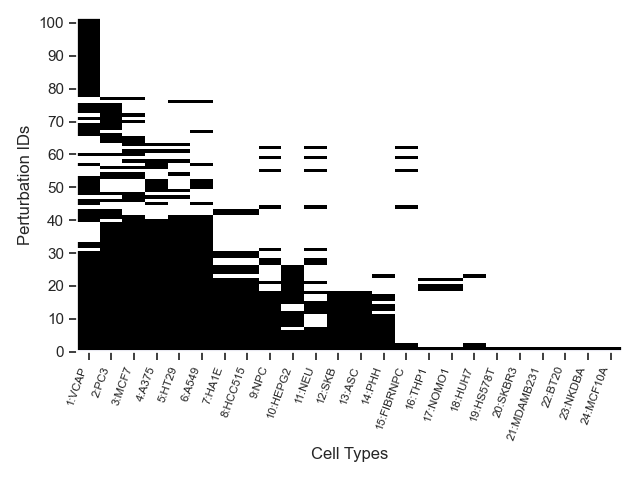 100
90
80
70
60
50
40
30
20
10
0
Perturbation IDs
1:VCAP
2:PC3
3:MCF7
4:A375
5:HT29
6:A549
7:HA1E
8:HCC515
9:NPC
10:HEPG2
11:NEU
12:SKB
13:ASC
14:PHH
15:FIBRNPC
16:THP1
17:NOMO1
18:HUH7
19:HS578T
20:SKBR3
21:MDAMB231
22:BT20
23:NKDBA
24:MCF10A
Cell Types